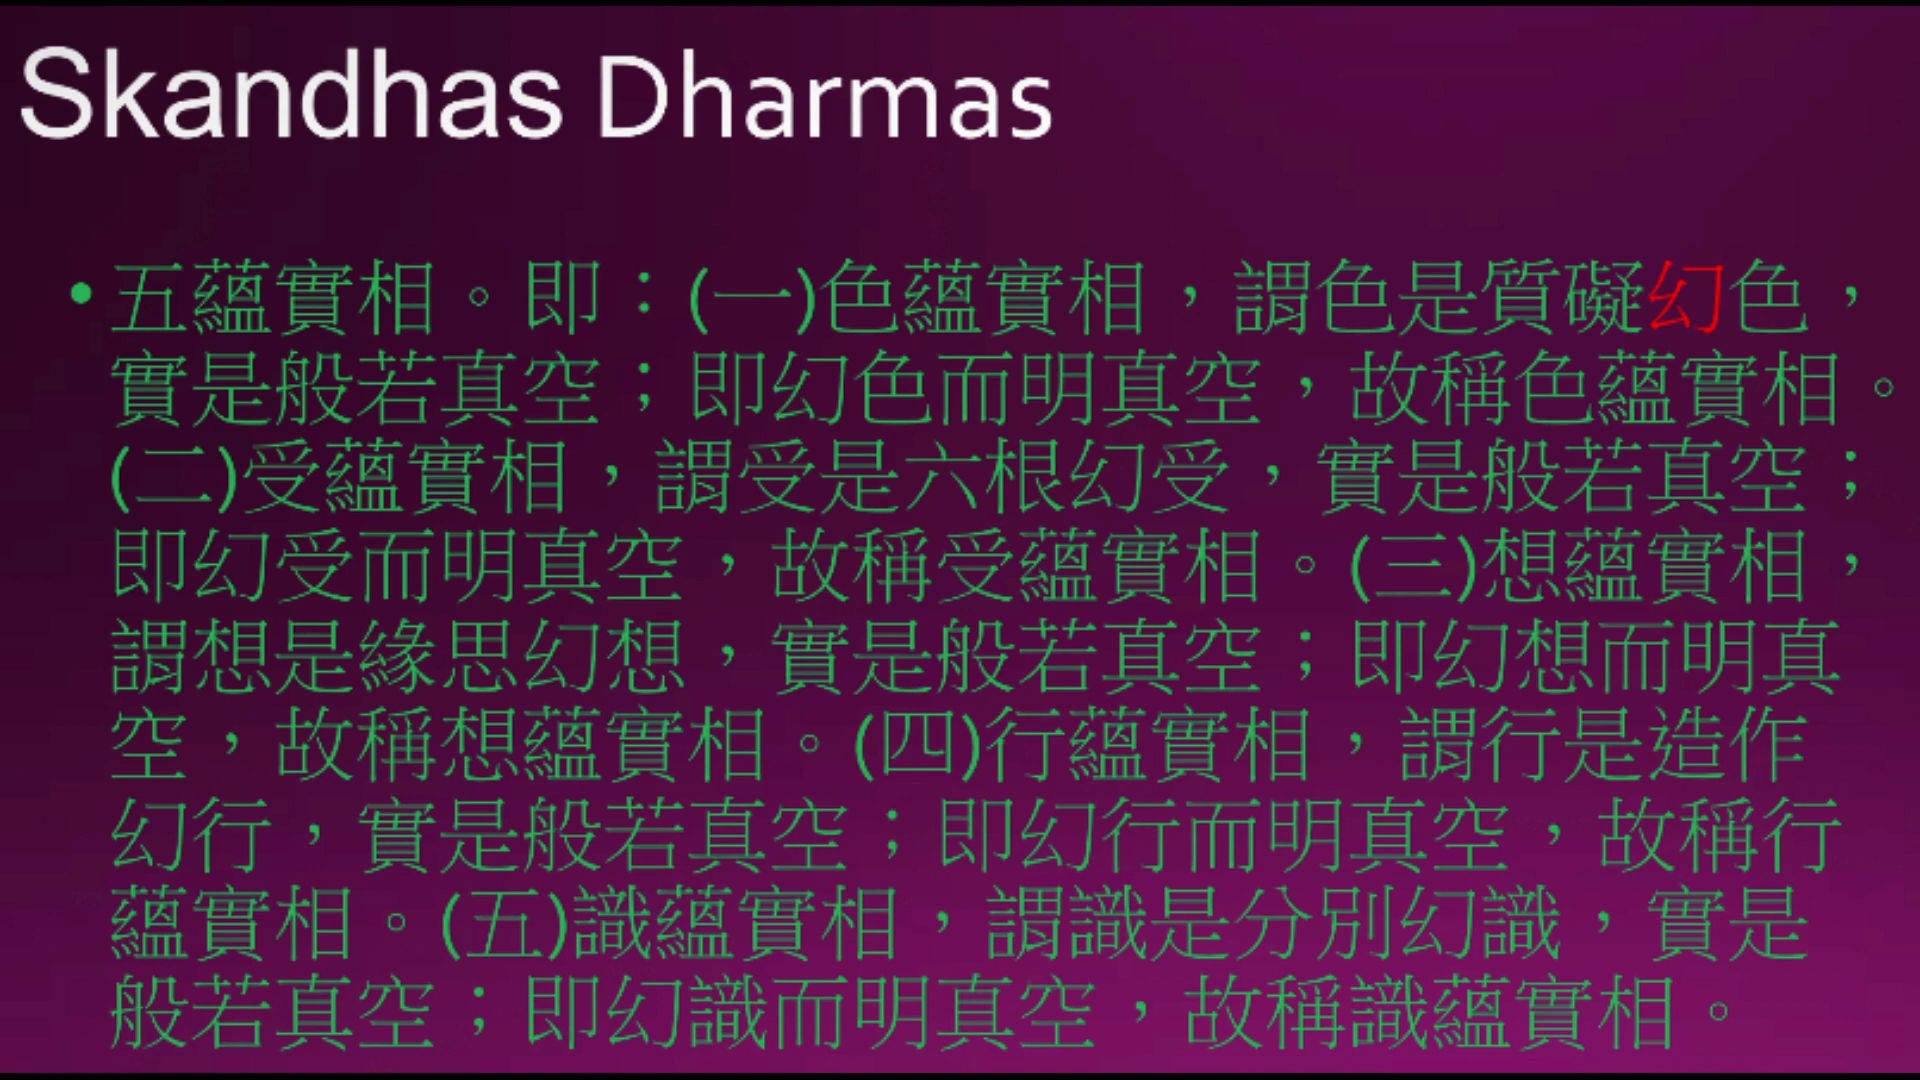 Skandhas Dharmas
• 五蘊實相。即：(一)色蘊實相，謂色是質礙幻色，
實是般若真空；即幻色而明真空，故稱色蘊實相。
(二)受蘊實相，謂受是六根幻受，實是般若真空；
即幻受而明真空，故稱受蘊實相。(三)想蘊實相，
謂想是緣思幻想，實是般若真空；即幻想而明真
空，故稱想蘊實相。(四)行蘊實相，謂行是造作
幻行，實是般若真空；即幻行而明真空，故稱行
蘊實相。(五)識蘊實相，謂識是分別幻識，實是
般若真空；即幻識而明真空，故稱識蘊實相。